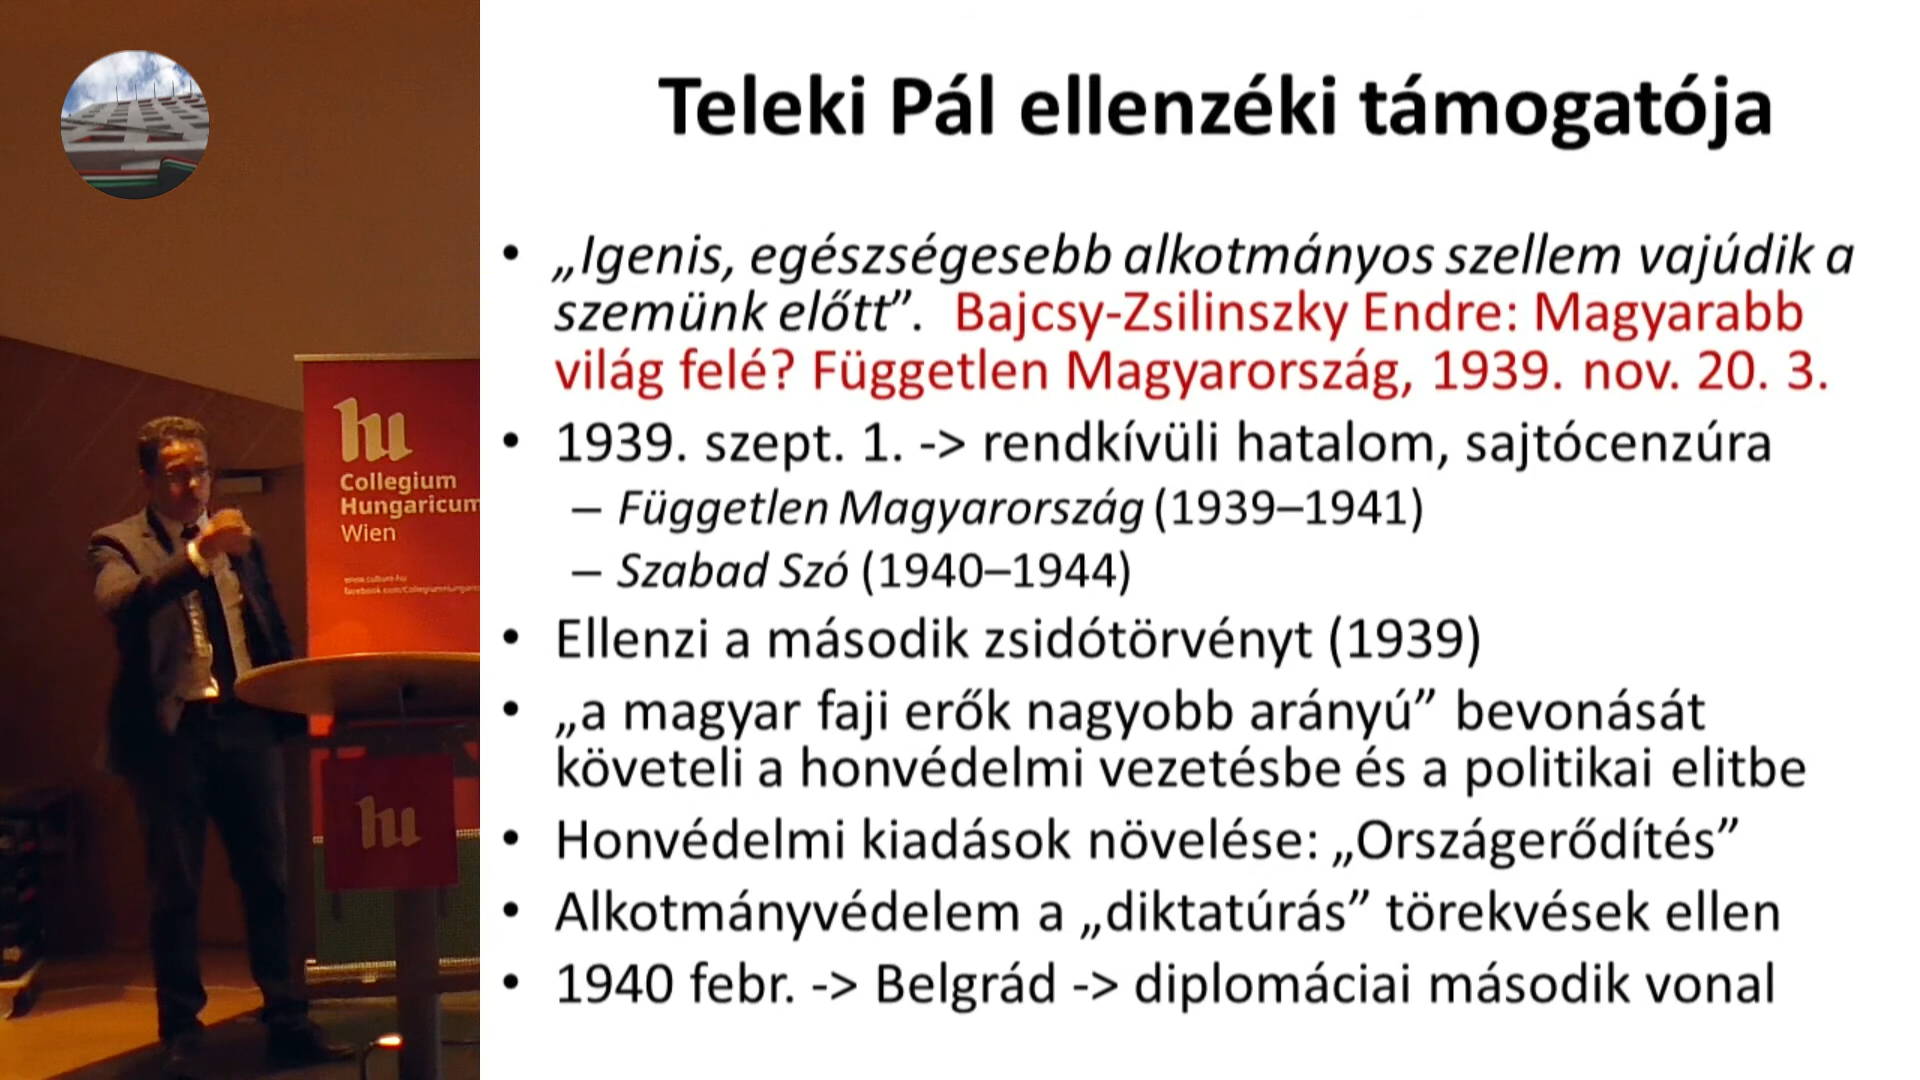 Teleki Pál ellenzéki támogatója
• „Igenis, egészségesebb alkotmányos szellem vajúdik a
szemünk előtt”. Bajcsy-Zsilinszky Endre: Magyarabb
világ felé? Független Magyarország, 1939. nov. 20. 3.
• 1939. szept. 1. -> rendkívüli hatalom, sajtócenzúra
– Független Magyarország (1939–1941)
– Szabad Szó (1940–1944)
• Ellenzi a második zsidótörvényt (1939)
• „a magyar faji erők nagyobb arányú” bevonását
követeli a honvédelmi vezetésbe és a politikai elitbe
• Honvédelmi kiadások növelése: „Országerődítés”
• Alkotmányvédelem a „diktatúrás” törekvések ellen
• 1940 febr. -> Belgrád -> diplomáciai második vonal
hu
Collegium
Hungaricum
Wien
hu